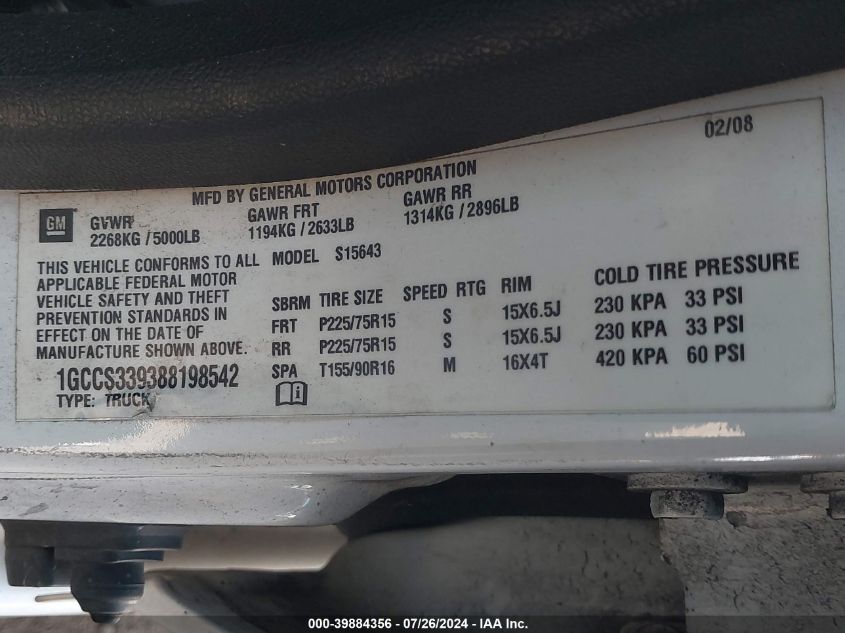 02/08
MFD BY GENERAL MOTORS CORPORATION
GM
GVWR GAWR FRT GAWR RR
2268KG / 5000LB 1194KG / 2633LB 1314KG / 2896LB
THIS VEHICLE CONFORMS TO ALL MODEL S15643
APPLICABLE FEDERAL MOTOR
VEHICLE SAFETY AND THEFT
PREVENTION STANDARDS IN
EFFECT ON THE DATE OF
MANUFACTURE SHOWN ABOVE.
SBRM TIRE SIZE SPEED RTG RIM COLD TIRE PRESSURE
FRT P225/75R15 S 15X6.5J 230 KPA 33 PSI
RR P225/75R15 S 15X6.5J 230 KPA 33 PSI
SPA T155/90R16 M 16X4T 420 KPA 60 PSI
1GCCS339388198542
TYPE: TRUCK
000-39884356 / 07/26/2024 - IAA Inc.